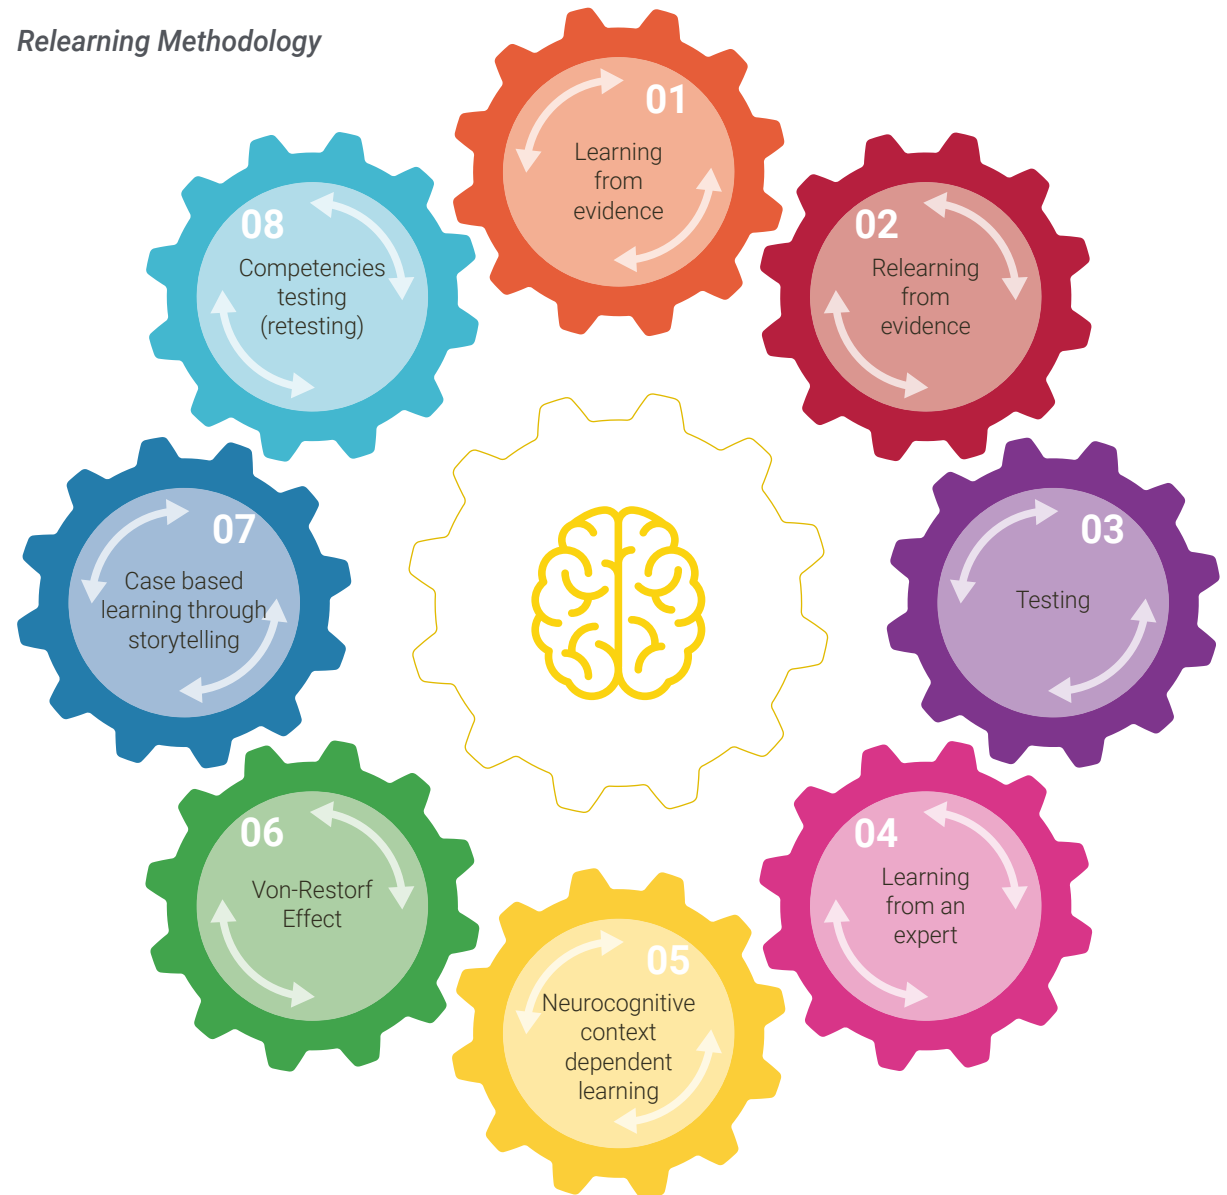 Relearning Methodology
01
Learning
from
evidence
02
Relearning
from
evidence
03
Testing
04
Learning
from an
expert
05
Neurocognitive
context
dependent
learning
06
Von-Restorf
Effect
07
Case based
learning through
storytelling
08
Competencies
testing
(retesting)